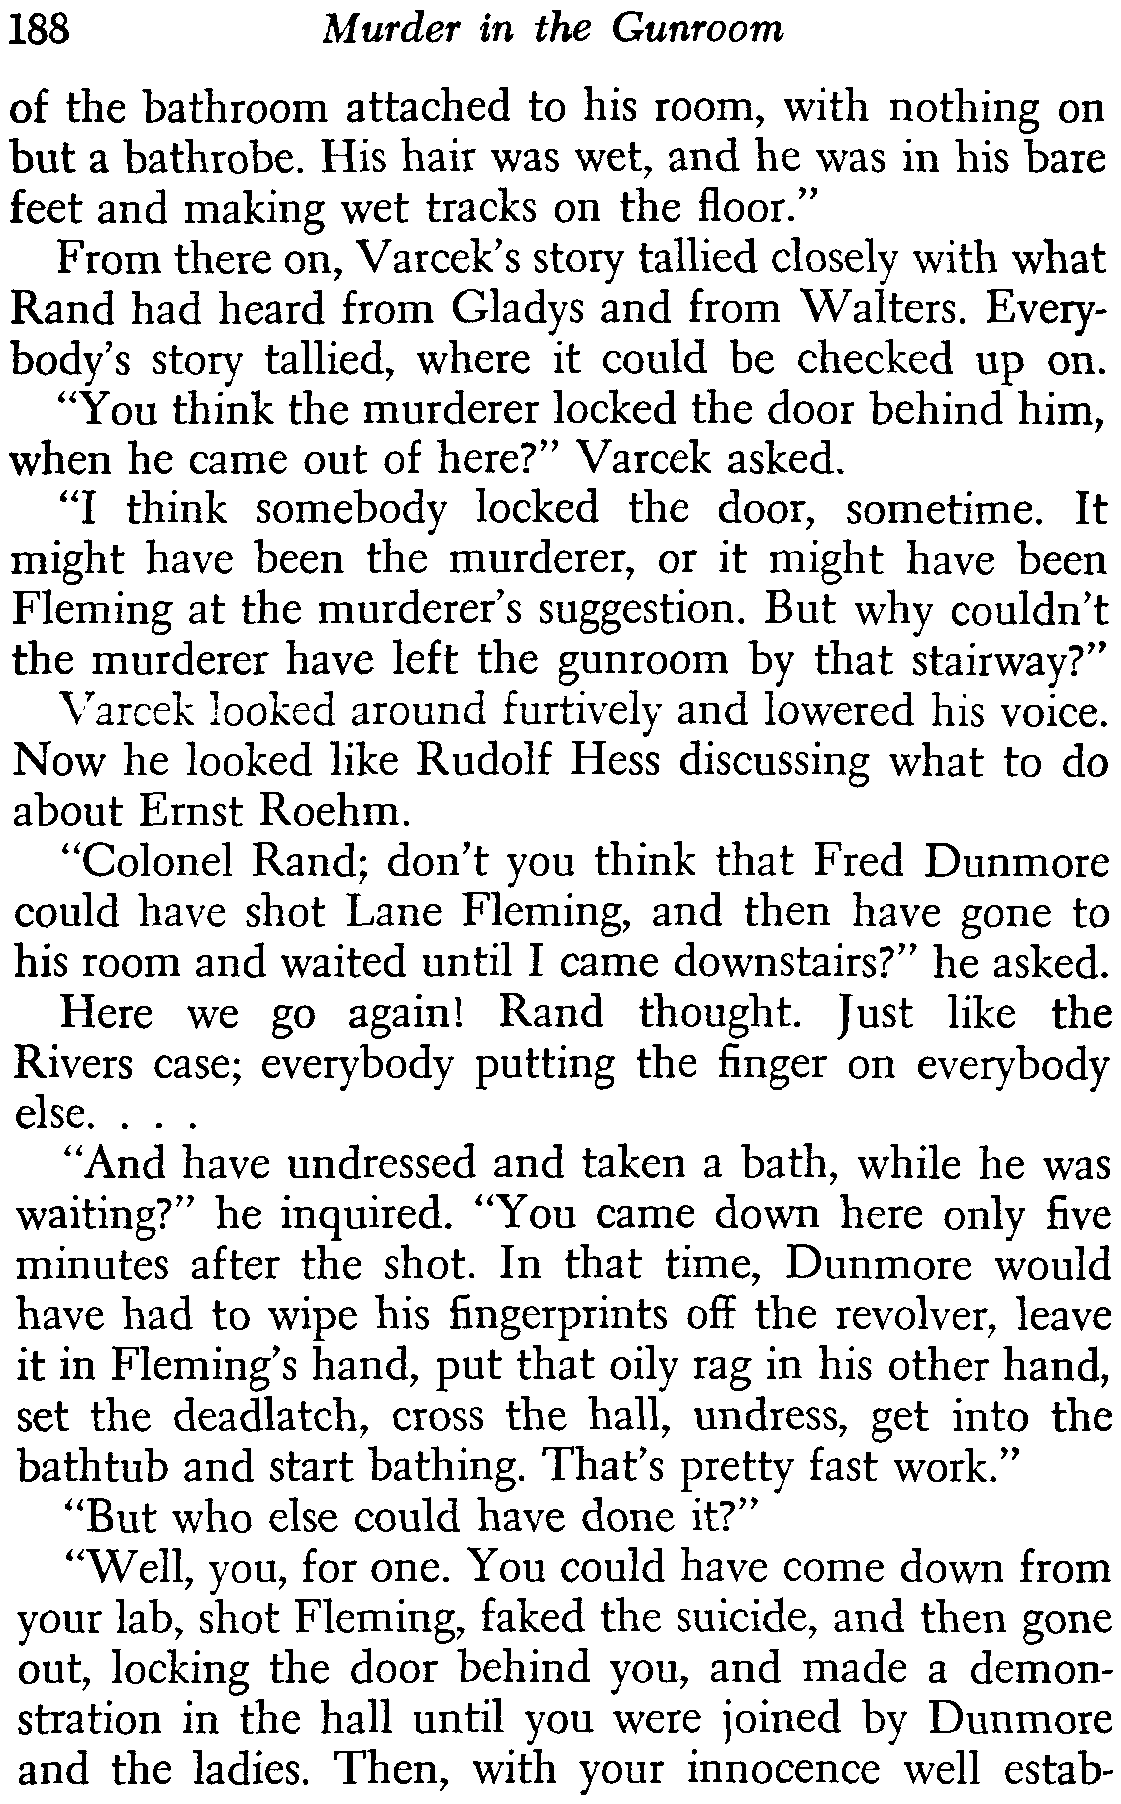 188 Murder in the Gunroom
of the bathroom attached to his room, with nothing on
but a bathrobe. His hair was wet, and he was in his bare
feet and making wet tracks on the floor.”
From there on, Varcek’s story tallied closely with what
Rand had heard from Gladys and from Walters. Every-
body’s story tallied, where it could be checked up on.
“You think the murderer locked the door behind him,
when he came out of here?” Varcek asked.
“I think somebody locked the door, sometime. It
might have been the murderer, or it might have been
Fleming at the murderer’s suggestion. But why couldn’t
the murderer have left the gunroom by that stairway?”
Varcek looked around furtively and lowered his voice.
Now he looked like Rudolf Hess discussing what to do
about Ernst Roehm.
“Colonel Rand; don’t you think that Fred Dunmore
could have shot Lane Fleming, and then have gone to
his room and waited until I came downstairs?” he asked.
Here we go again! Rand thought. Just like the
Rivers case; everybody putting the finger on everybody
else. . . .
“And have undressed and taken a bath, while he was
waiting?” he inquired. “You came down here only five
minutes after the shot. In that time, Dunmore would
have had to wipe his fingerprints off the revolver, leave
it in Fleming’s hand, put that oily rag in his other hand,
set the deadlatch, cross the hall, undress, get into the
bathtub and start bathing. That’s pretty fast work.”
“But who else could have done it?”
“Well, you, for one. You could have come down from
your lab, shot Fleming, faked the suicide, and then gone
out, locking the door behind you, and made a demon-
stration in the hall until you were joined by Dunmore
and the ladies. Then, with your innocence well estab-